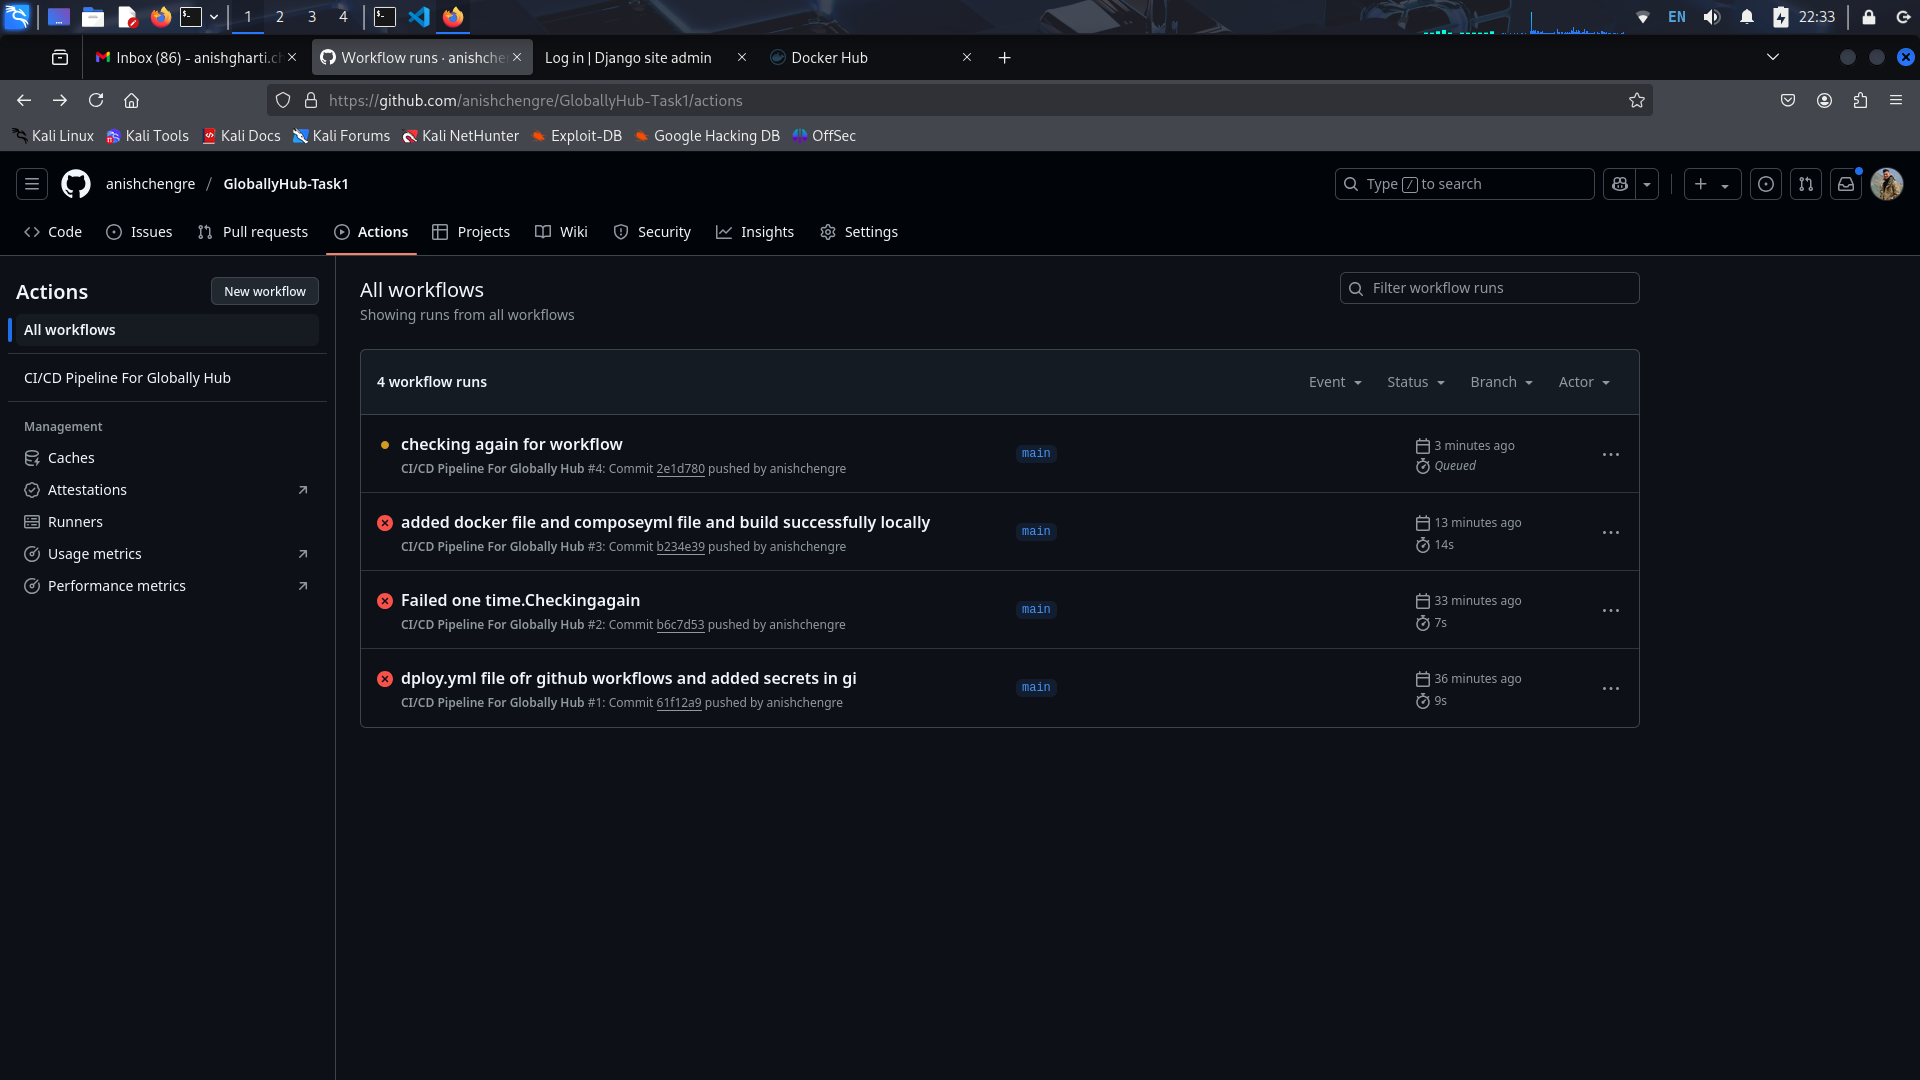 1
2
3
4
EN
22:33
Inbox (86) - anishgharti.ch
Workflow runs · anishche
Log in | Django site admin
Docker Hub
https://github.com/anishchengre/GloballyHub-Task1/actions
Kali Linux
Kali Tools
Kali Docs
Kali Forums
Kali NetHunter
Exploit-DB
Google Hacking DB
OffSec
anishchengre / GloballyHub-Task1
Type / to search
Code
Issues
Pull requests
Actions
Projects
Wiki
Security
Insights
Settings
Actions
New workflow
All workflows
CI/CD Pipeline For Globally Hub
Management
Caches
Attestations
Runners
Usage metrics
Performance metrics
All workflows
Showing runs from all workflows
Filter workflow runs
4 workflow runs
Event
Status
Branch
Actor
checking again for workflow
CI/CD Pipeline For Globally Hub #4: Commit 2e1d780 pushed by anishchengre
main
3 minutes ago
Queued
added docker file and composeyml file and build successfully locally
CI/CD Pipeline For Globally Hub #3: Commit b234e39 pushed by anishchengre
main
13 minutes ago
14s
Failed one time.Checkingagain
CI/CD Pipeline For Globally Hub #2: Commit b6c7d53 pushed by anishchengre
main
33 minutes ago
7s
dploy.yml file ofr github workflows and added secrets in gi
CI/CD Pipeline For Globally Hub #1: Commit 61f12a9 pushed by anishchengre
main
36 minutes ago
9s